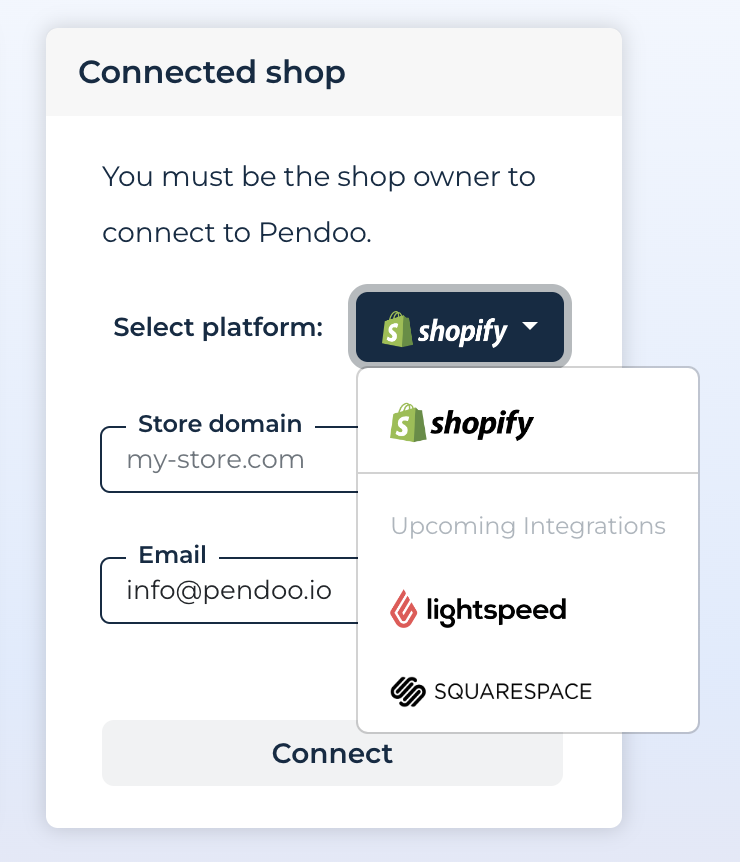 Connected shop
You must be the shop owner to
connect to Pendoo.
Select platform:
shopify
shopify
Store domain
my-store.com
Upcoming Integrations
Email
info@pendoo.io
lightspeed
SQUARESPACE
Connect